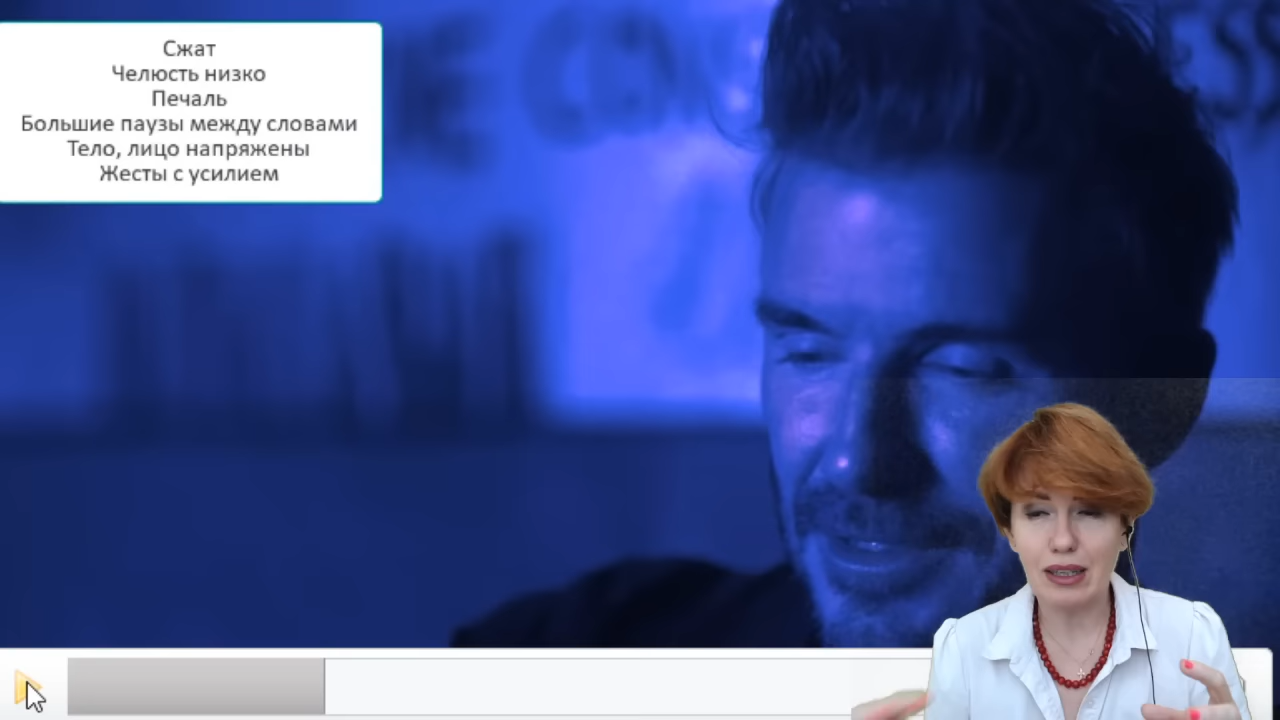 Сжат
Челюсть низко
Печаль
Большие паузы между словами
Тело, лицо напряжены
Жесты с усилием